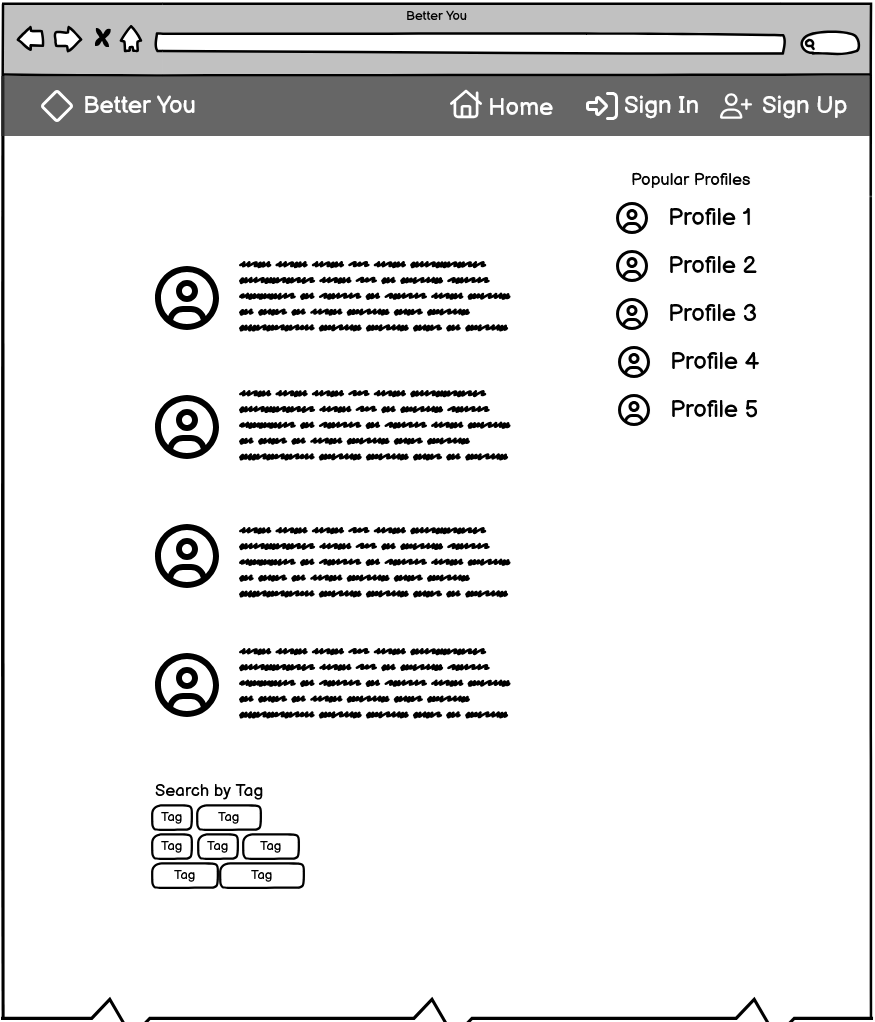 Better You
Better You
Home
Sign In
Sign Up
Popular Profiles
Profile 1
Profile 2
Profile 3
Profile 4
Profile 5
Search by Tag
Tag Tag
Tag Tag Tag
Tag Tag